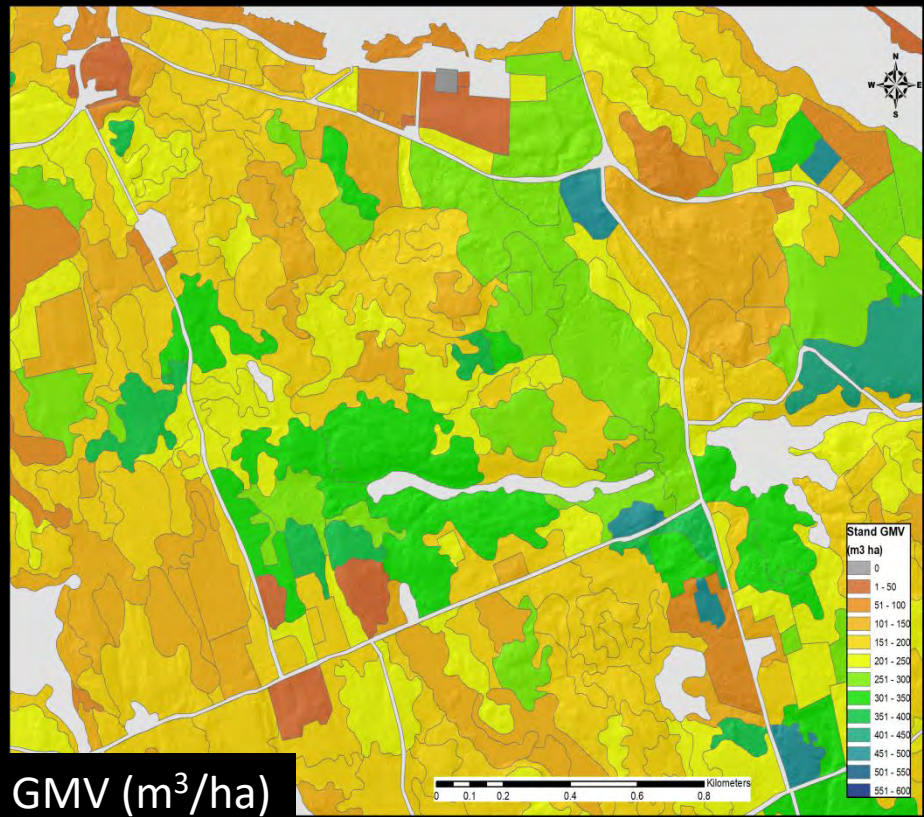 N
W E
S
Stand GMV
(m3 ha)
0
1 - 50
51 - 100
101 - 150
151 - 200
201 - 250
251 - 300
301 - 350
351 - 400
401 - 450
451 - 500
501 - 550
551 - 600
Kilometers
0 0.1 0.2 0.4 0.6 0.8
GMV (m³/ha)